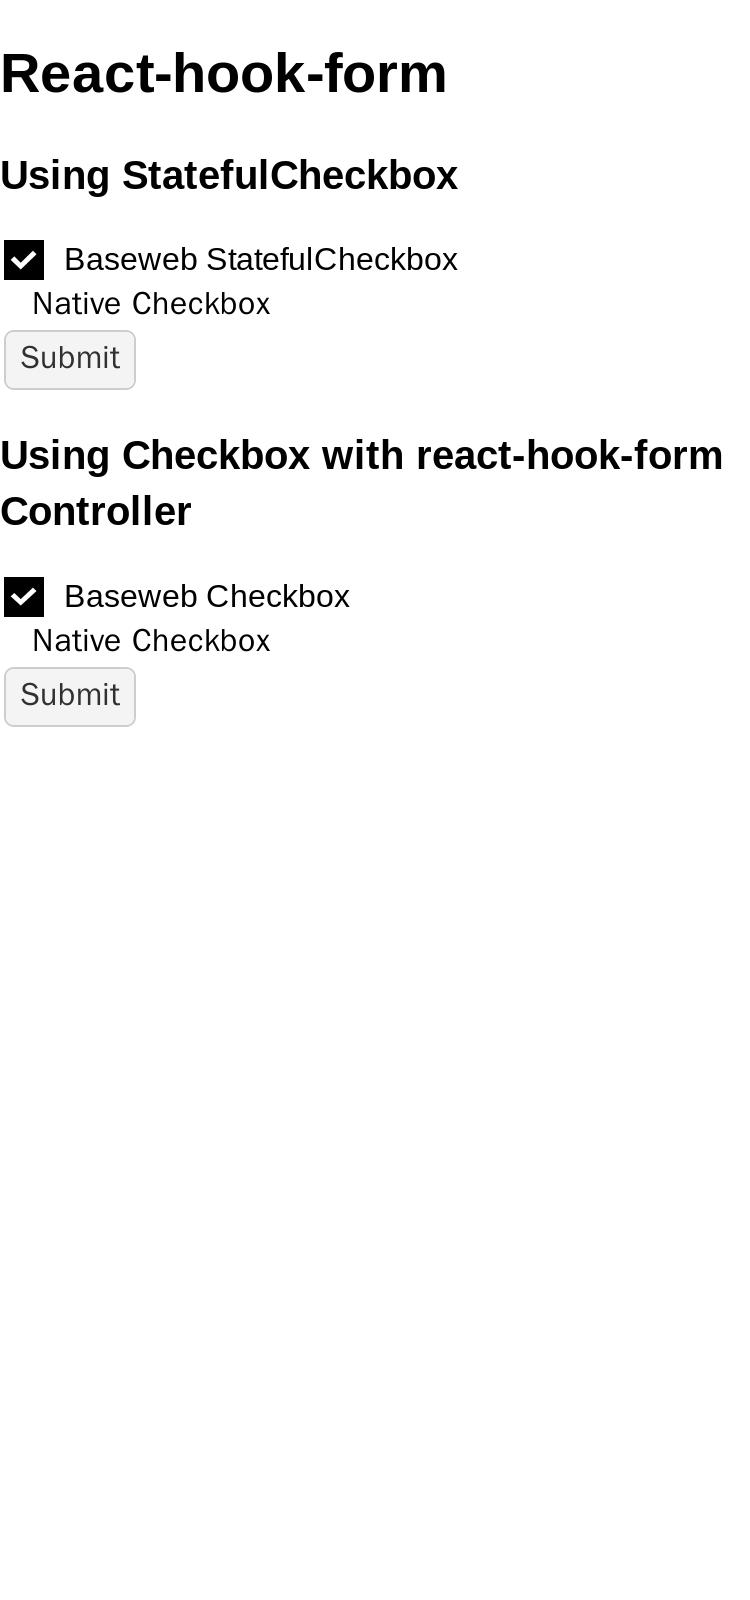 React-hook-form
Using StatefulCheckbox
Baseweb StatefulCheckbox
Native Checkbox
Submit
Using Checkbox with react-hook-form
Controller
Baseweb Checkbox
Native Checkbox
Submit